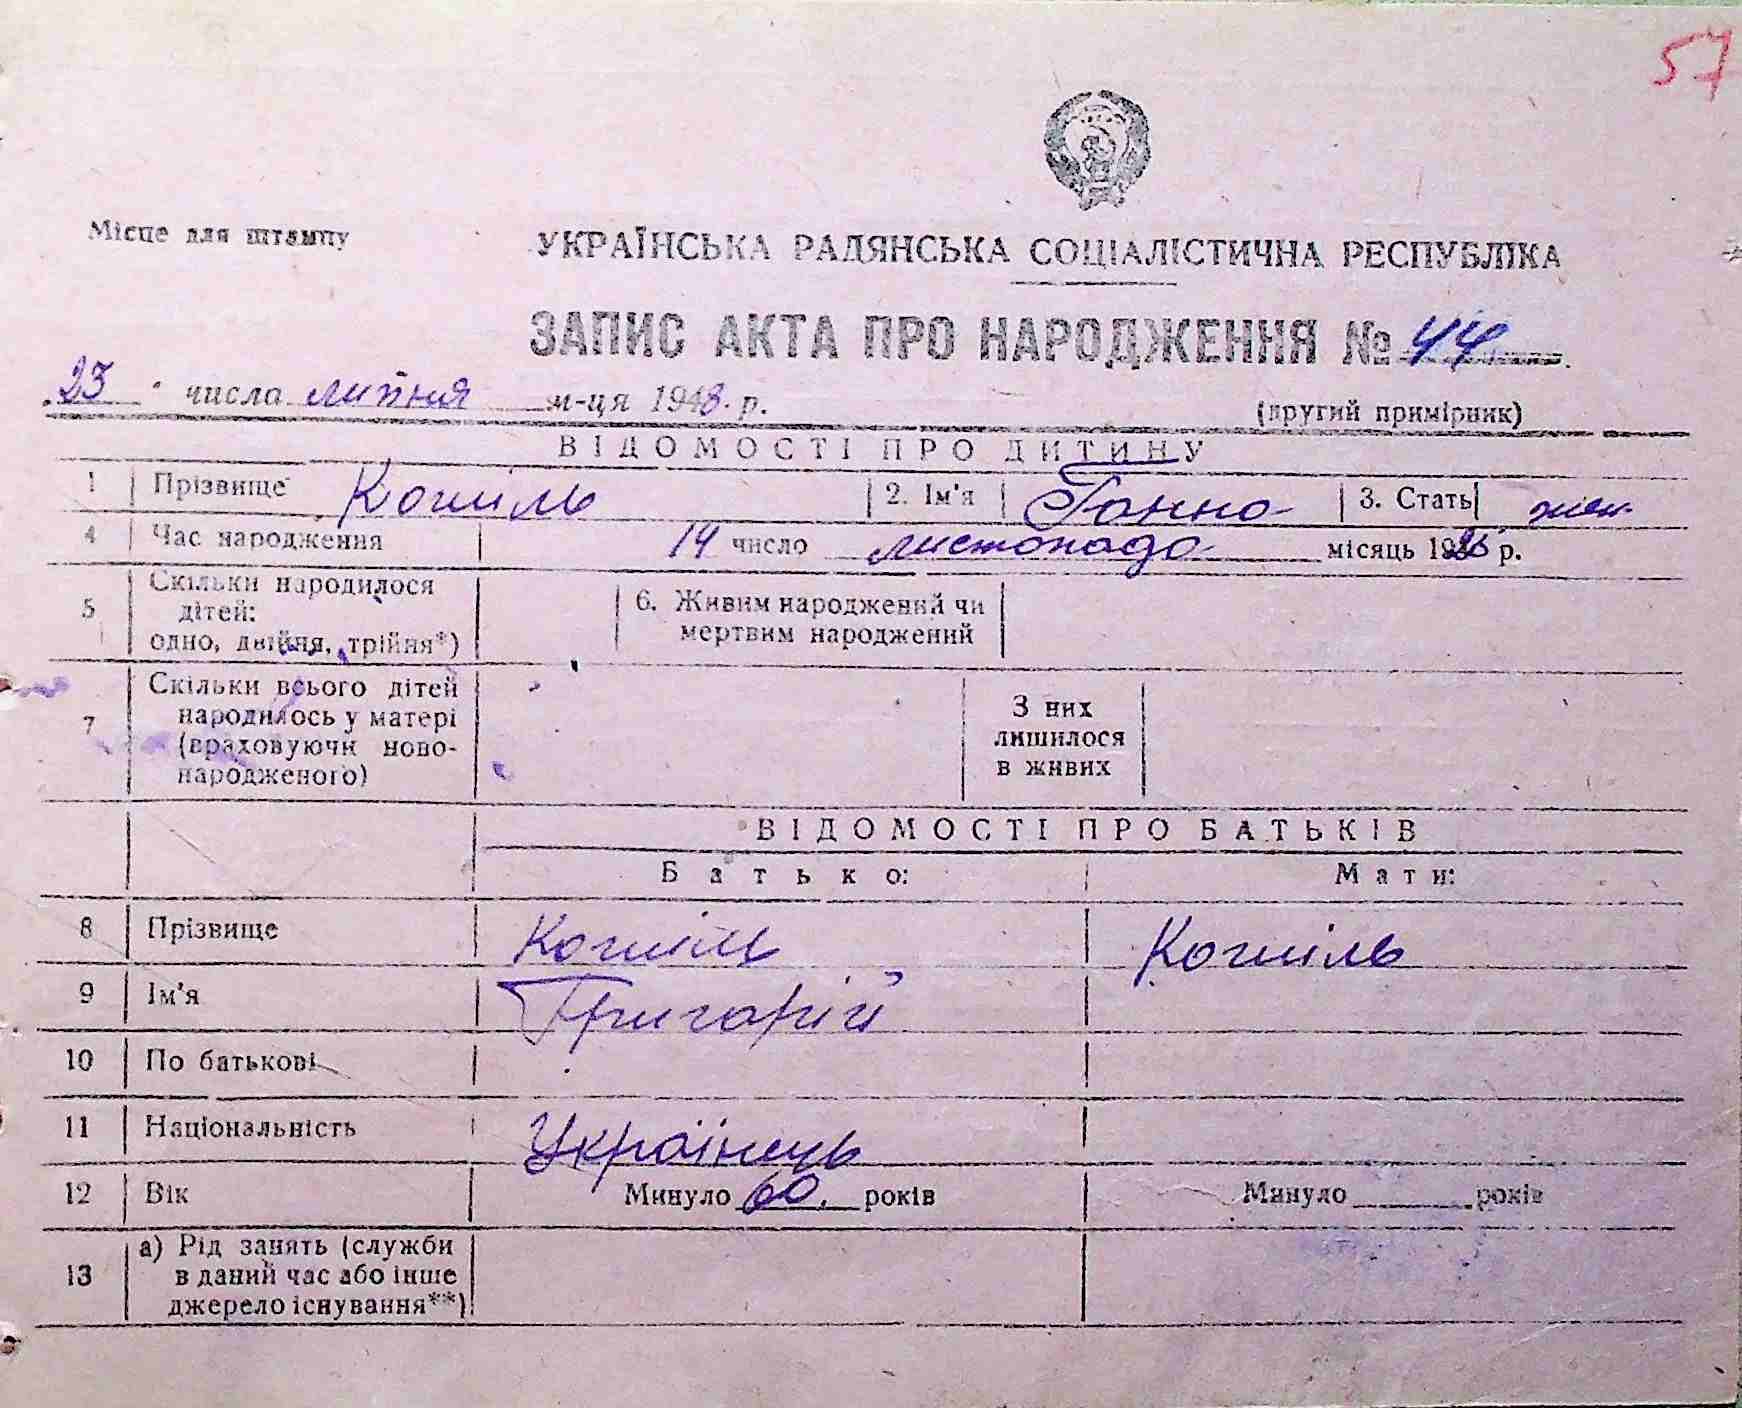 57
Місце для штампу
УКРАЇНСЬКА РАДЯНСЬКА СОЦІАЛІСТИЧНА РЕСПУБЛІКА
ЗАПИС АКТА ПРО НАРОДЖЕННЯ № 44
23 числа липня м-ця 1948 р.
(другий примірник)
ВІДОМОСТІ ПРО ДИТИНУ
1 Прізвище Кошіль 2. Ім'я Ганна 3. Стать жен.
4 Час народження 14 число листопада місяць 19 р.
5 Скільки народилося дітей: одно, двійня, трійня*)
6. Живим народжений чи мертвим народжений
7 Скільки всього дітей народилось у матері (враховуючи ново-народженого)
З них лишилося в живих
ВІДОМОСТІ ПРО БАТЬКІВ
Батько: Мати:
8 Прізвище Кошіль Кошіль
9 Ім'я Григорій
10 По батькові
11 Національність Українець
12 Вік Минуло 60. років Минуло років
13 а) Рід занять (служби в даний час або інше джерело існування**)